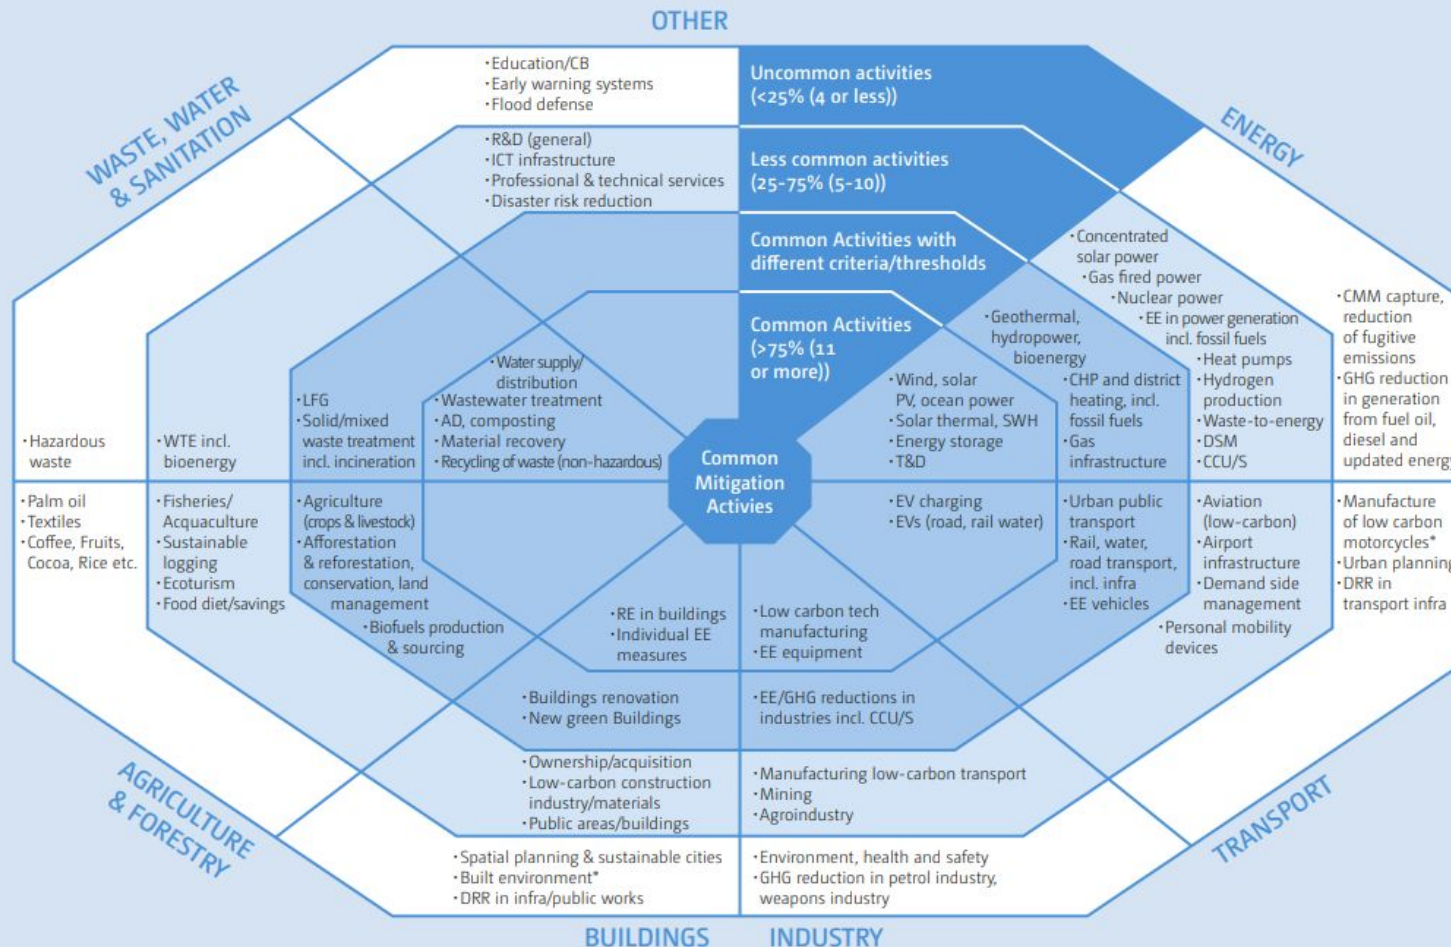 OTHER
WASTE, WATER
& SANITATION
ENERGY
·Education/CB
·Early warning systems
·Flood defense
Uncommon activities
(<25% (4 or less))
·R&D (general)
·ICT infrastructure
·Professional & technical services
·Disaster risk reduction
Less common activities
(25-75% (5-10))
Common Activities with
different criteria/thresholds
Common Activities
(>75% (11
or more))
·Hazardous
waste
·WTE incl.
bioenergy
·LFG
·Solid/mixed
waste treatment
incl. incineration
·Water supply/
distribution
·Wastewater treatment
·AD, composting
·Material recovery
·Recycling of waste (non-hazardous)
Common
Mitigation
Activies
·Wind, solar
PV, ocean power
·Solar thermal, SWH
·Energy storage
·T&D
·Geothermal,
hydropower,
bioenergy
·CHP and district
heating, incl.
fossil fuels
·Gas
infrastructure
·Concentrated
solar power
·Gas fired power
·Nuclear power
·EE in power generation
incl. fossil fuels
·Heat pumps
·Hydrogen
production
·Waste-to-energy
·DSM
·CCU/S
·CMM capture,
reduction
of fugitive
emissions
·GHG reduction
in generation
from fuel oil,
diesel and
updated energy
·Palm oil
·Textiles
·Coffee, Fruits,
Cocoa, Rice etc.
·Fisheries/
Acquaculture
·Sustainable
logging
·Ecoturism
·Food diet/savings
·Agriculture
(crops & livestock)
·Afforestation
& reforestation,
conservation, land
management
·Biofuels production
& sourcing
·RE in buildings
·Individual EE
measures
·Low carbon tech
manufacturing
·EE equipment
·EV charging
·EVs (road, rail water)
·Urban public
transport
·Rail, water,
road transport,
incl. infra
·EE vehicles
·Aviation
(low-carbon)
·Airport
infrastructure
·Demand side
management
·Personal mobility
devices
·Manufacture
of low carbon
motorcycles*
·Urban planning
·DRR in
transport infra
·Buildings renovation
·New green Buildings
·EE/GHG reductions in
industries incl. CCU/S
·Ownership/acquisition
·Low-carbon construction
industry/materials
·Public areas/buildings
·Manufacturing low-carbon transport
·Mining
·Agroindustry
·Spatial planning & sustainable cities
·Built environment*
·DRR in infra/public works
·Environment, health and safety
·GHG reduction in petrol industry,
weapons industry
AGRICULTURE
& FORESTRY
TRANSPORT
BUILDINGS
INDUSTRY